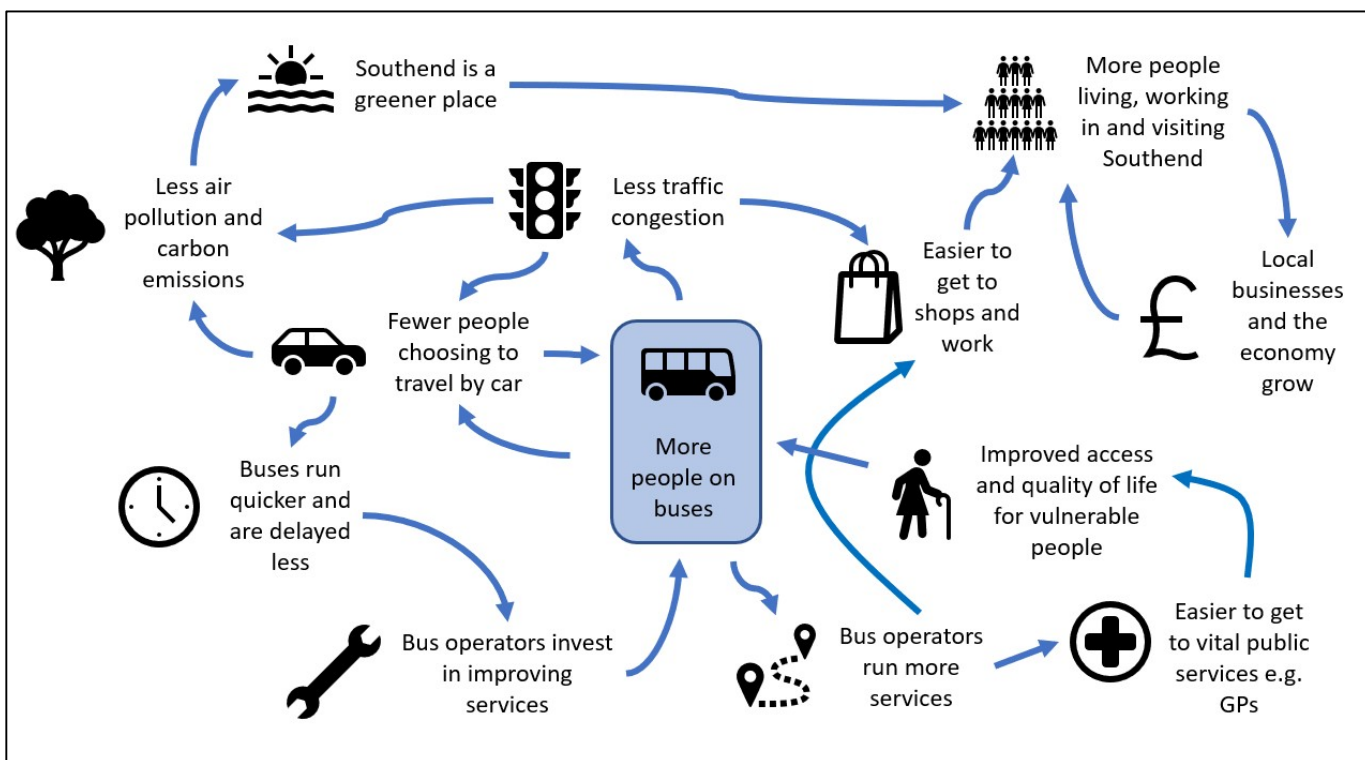 Southend is a
greener place
More people
living, working
in and visiting
Southend
Less air
pollution and
carbon
emissions
Less traffic
congestion
Easier to
get to
shops and
work
Local
businesses
and the
economy
grow
Fewer people
choosing to
travel by car
More
people on
buses
Buses run
quicker and
are delayed
less
Improved access
and quality of life
for vulnerable
people
Bus operators invest
in improving
services
Bus operators
run more
services
Easier to get
to vital public
services e.g.
GPs